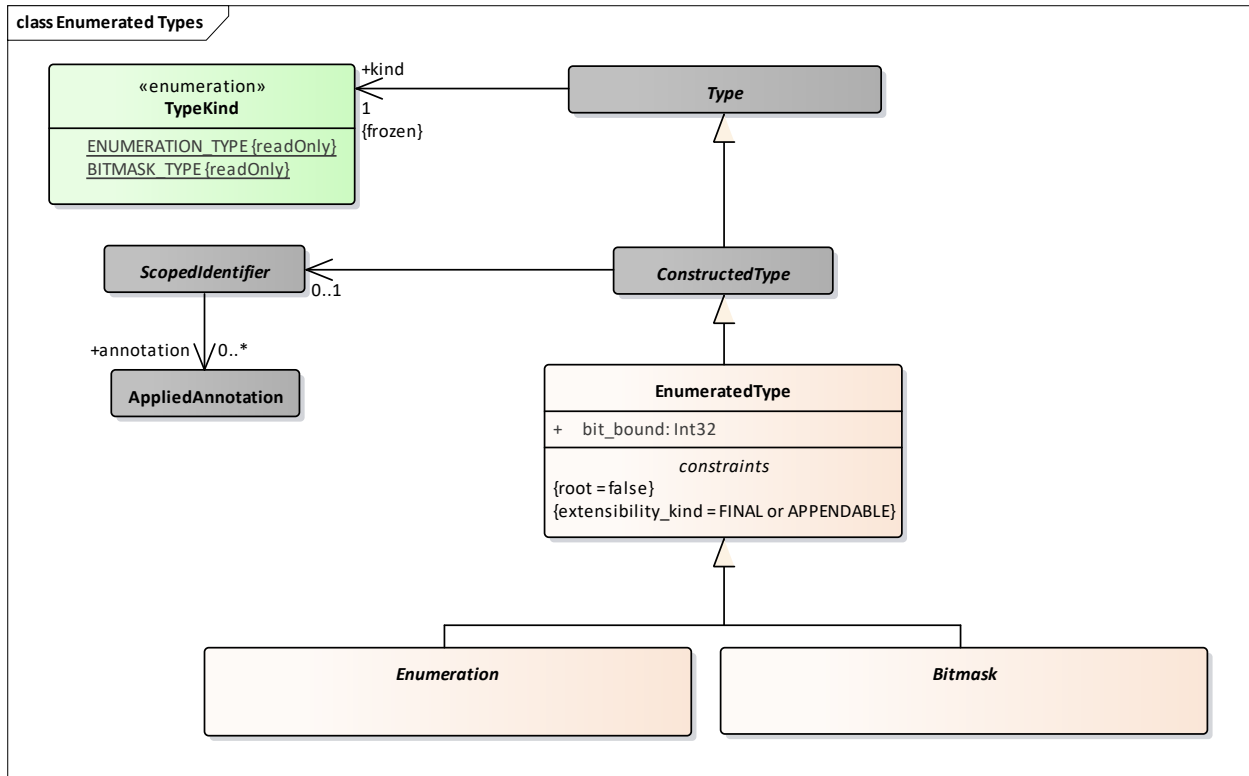 class Enumerated Types
«enumeration»
TypeKind
ENUMERATION_TYPE {readOnly}
BITMASK_TYPE {readOnly}
+kind
1
{frozen}
Type
ScopedIdentifier
0..1
ConstructedType
+annotation
0..*
AppliedAnnotation
EnumeratedType
+ bit_bound: Int32
constraints
{root = false}
{extensibility_kind = FINAL or APPENDABLE}
Enumeration
Bitmask